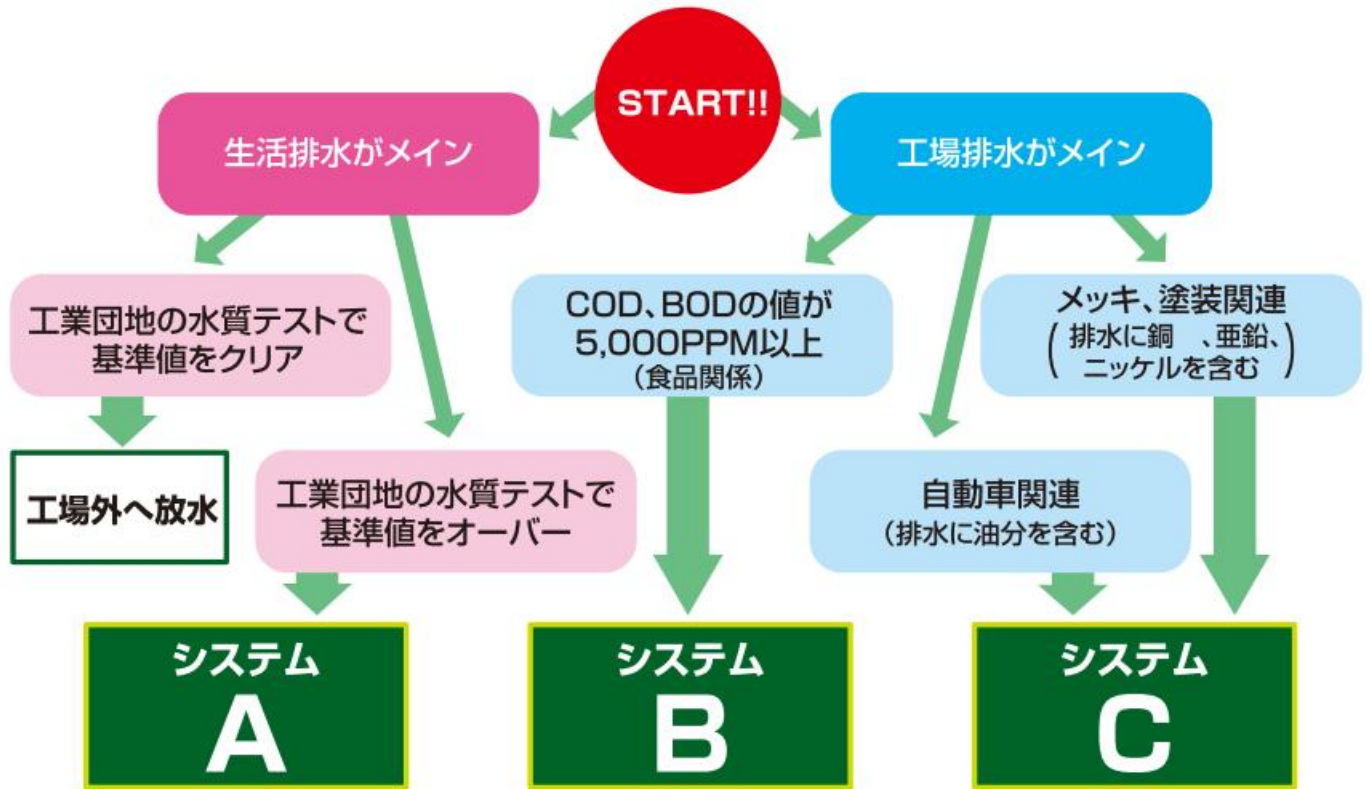 START!!
生活排水がメイン
工場排水がメイン
工業団地の水質テストで
基準値をクリア
COD、BODの値が
5,000PPM以上
(食品関係)
メッキ、塗装関連
(排水に銅　、亜鉛、
ニッケルを含む)
工場外へ放水
工業団地の水質テストで
基準値をオーバー
自動車関連
(排水に油分を含む)
システム
A
システム
B
システム
C